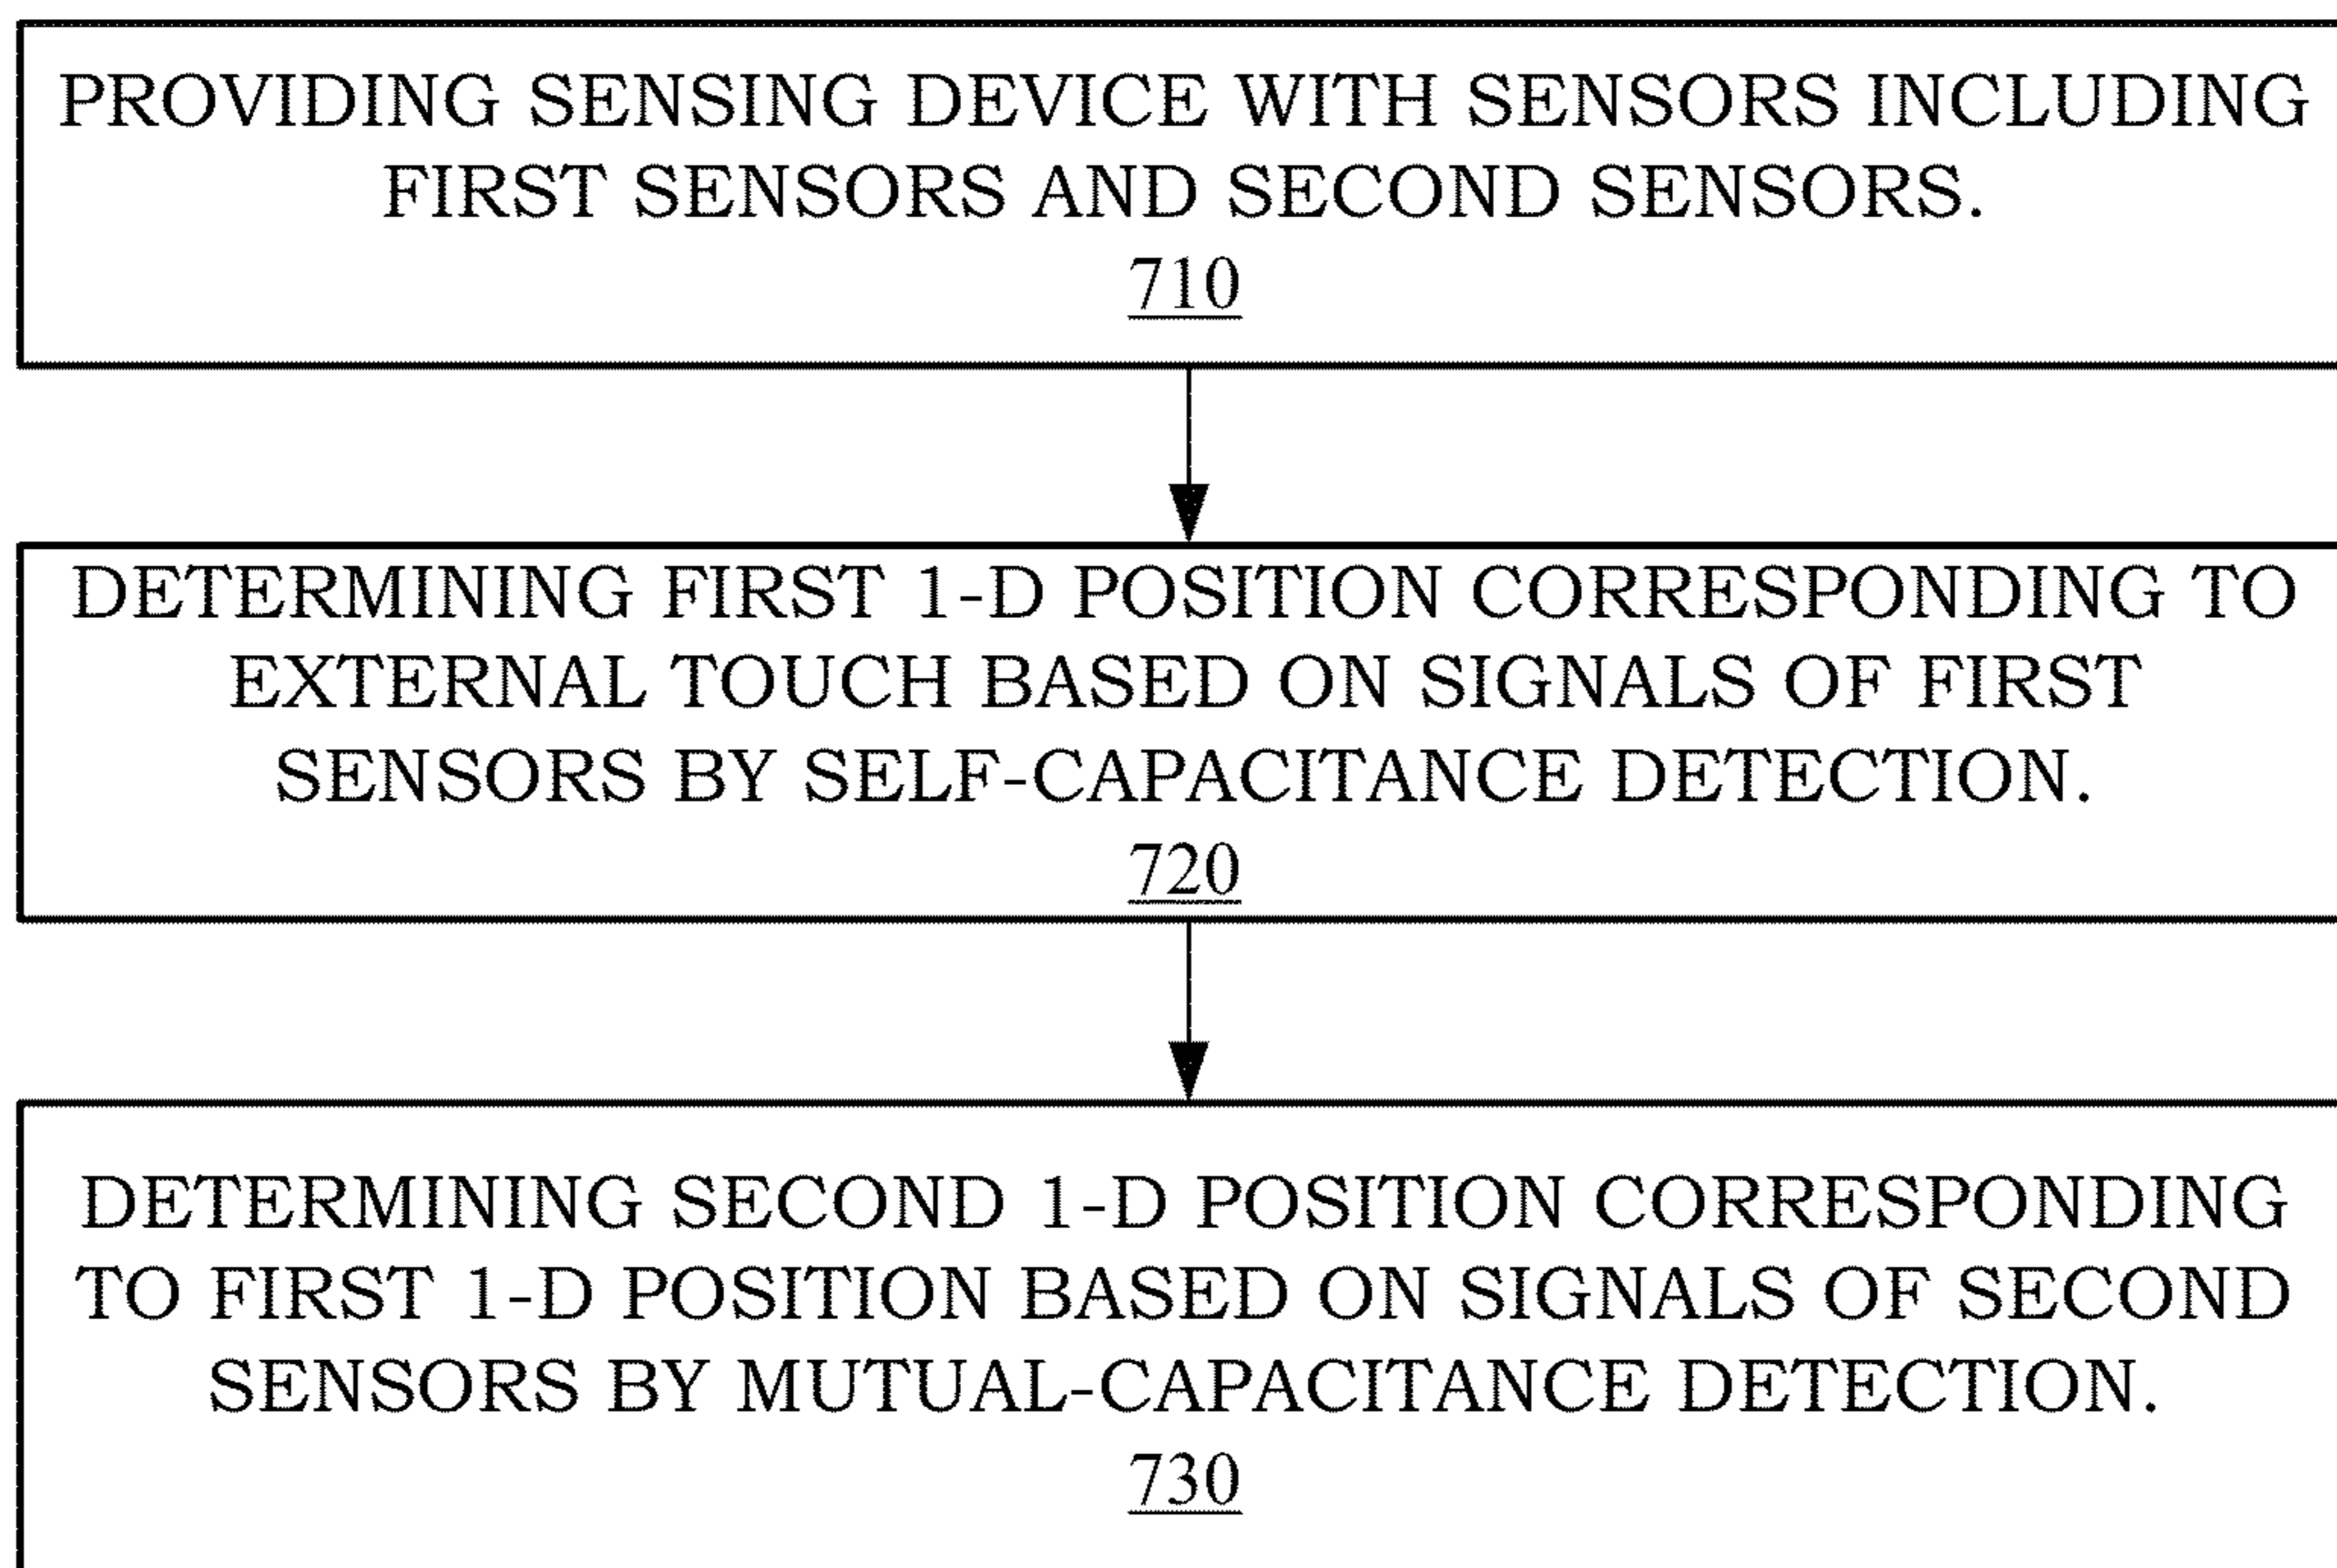 PROVIDING SENSING DEVICE WITH SENSORS INCLUDING
FIRST SENSORS AND SECOND SENSORS.
710
DETERMINING FIRST 1-D POSITION CORRESPONDING TO
EXTERNAL TOUCH BASED ON SIGNALS OF FIRST
SENSORS BY SELF-CAPACITANCE DETECTION.
720
DETERMINING SECOND 1-D POSITION CORRESPONDING
TO FIRST 1-D POSITION BASED ON SIGNALS OF SECOND
SENSORS BY MUTUAL-CAPACITANCE DETECTION.
730